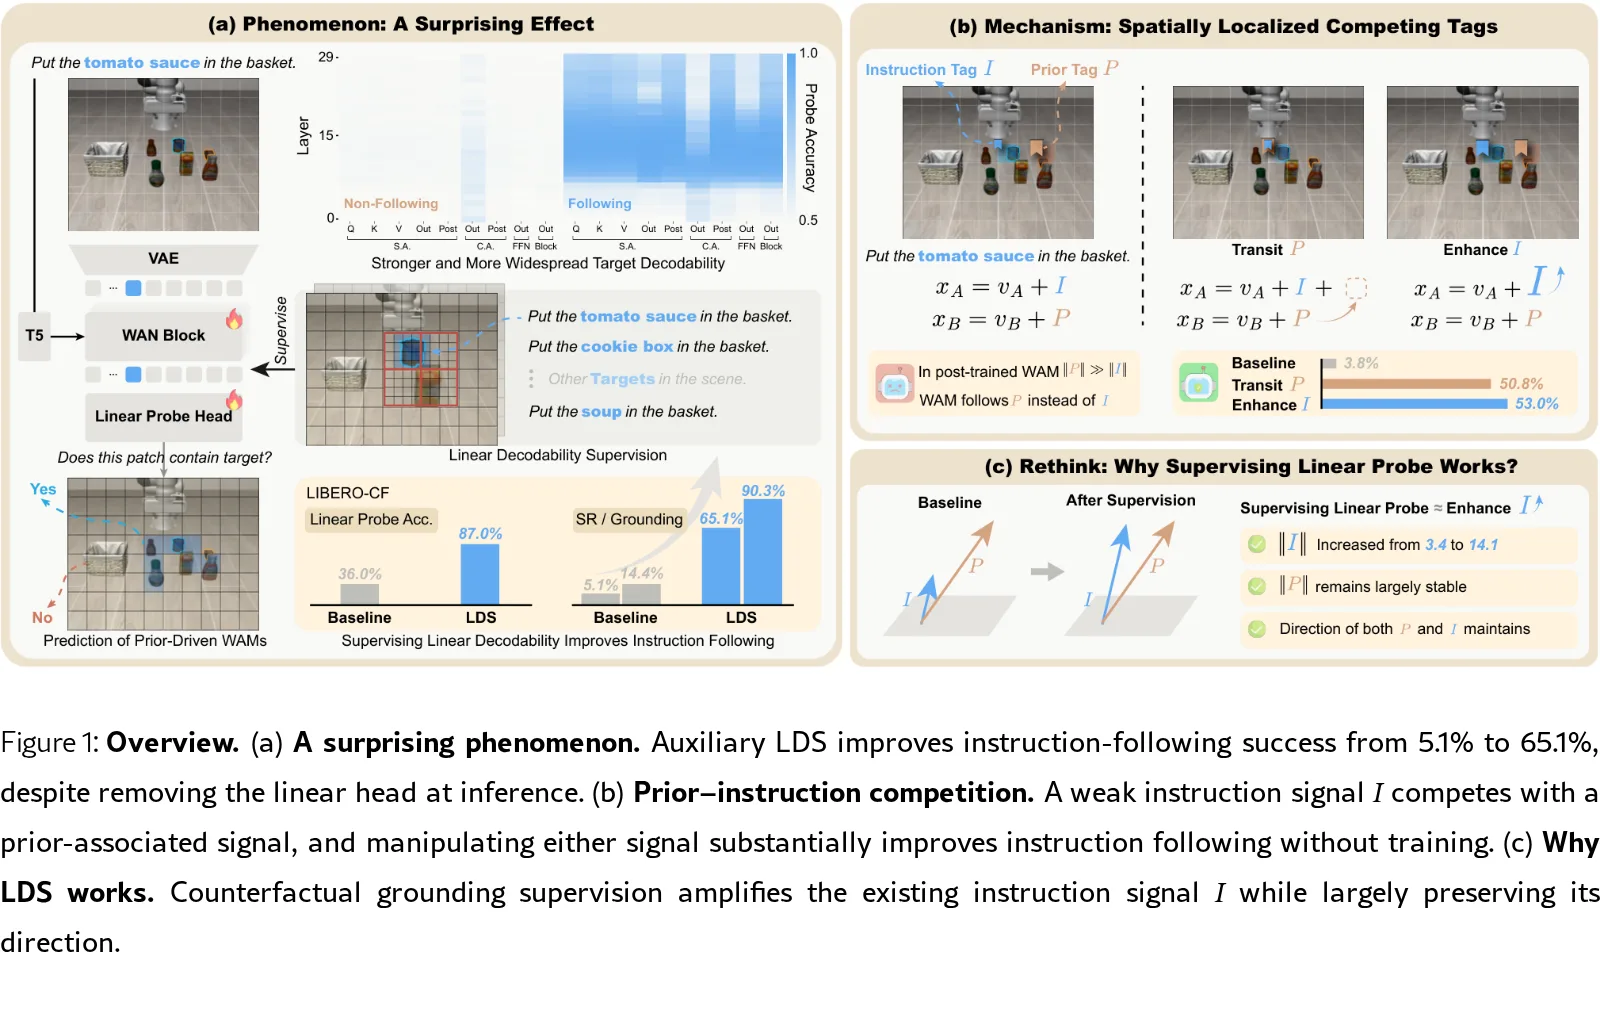 (a) Phenomenon: A Surprising Effect
Put the tomato sauce in the basket.
VAE
...
T5
WAN Block
...
Linear Probe Head
Does this patch contain target?
Yes
No
Prediction of Prior-Driven WAMs
29
15
0
Layer
Non-Following
Following
Q K V Out Post Out Post Out Out
S.A. C.A. FFN Block
Q K V Out Post Out Post Out Out
S.A. C.A. FFN Block
1.0
Probe Accuracy
0.5
Stronger and More Widespread Target Decodability
Supervise
Put the tomato sauce in the basket.
Put the cookie box in the basket.
Other Targets in the scene.
Put the soup in the basket.
Linear Decodability Supervision
LIBERO-CF
Linear Probe Acc.
36.0%
87.0%
Baseline LDS
SR / Grounding
5.1% 14.4%
65.1% 90.3%
Baseline LDS
Supervising Linear Decodability Improves Instruction Following
(b) Mechanism: Spatially Localized Competing Tags
Instruction Tag I Prior Tag P
Put the tomato sauce in the basket.
x_A = v_A + I
x_B = v_B + P
Transit P
x_A = v_A + I +
x_B = v_B + P
Enhance I
x_A = v_A + I
x_B = v_B + P
In post-trained WAM ‖P‖ ≫ ‖I‖
WAM follows P instead of I
Baseline 3.8%
Transit P 50.8%
Enhance I 53.0%
(c) Rethink: Why Supervising Linear Probe Works?
Baseline
I P
After Supervision
I P
Supervising Linear Probe ≈ Enhance I
‖I‖ Increased from 3.4 to 14.1
‖P‖ remains largely stable
Direction of both P and I maintains
Figure 1: Overview. (a) A surprising phenomenon. Auxiliary LDS improves instruction-following success from 5.1% to 65.1%,
despite removing the linear head at inference. (b) Prior–instruction competition. A weak instruction signal I competes with a
prior-associated signal, and manipulating either signal substantially improves instruction following without training. (c) Why
LDS works. Counterfactual grounding supervision amplifies the existing instruction signal I while largely preserving its
direction.